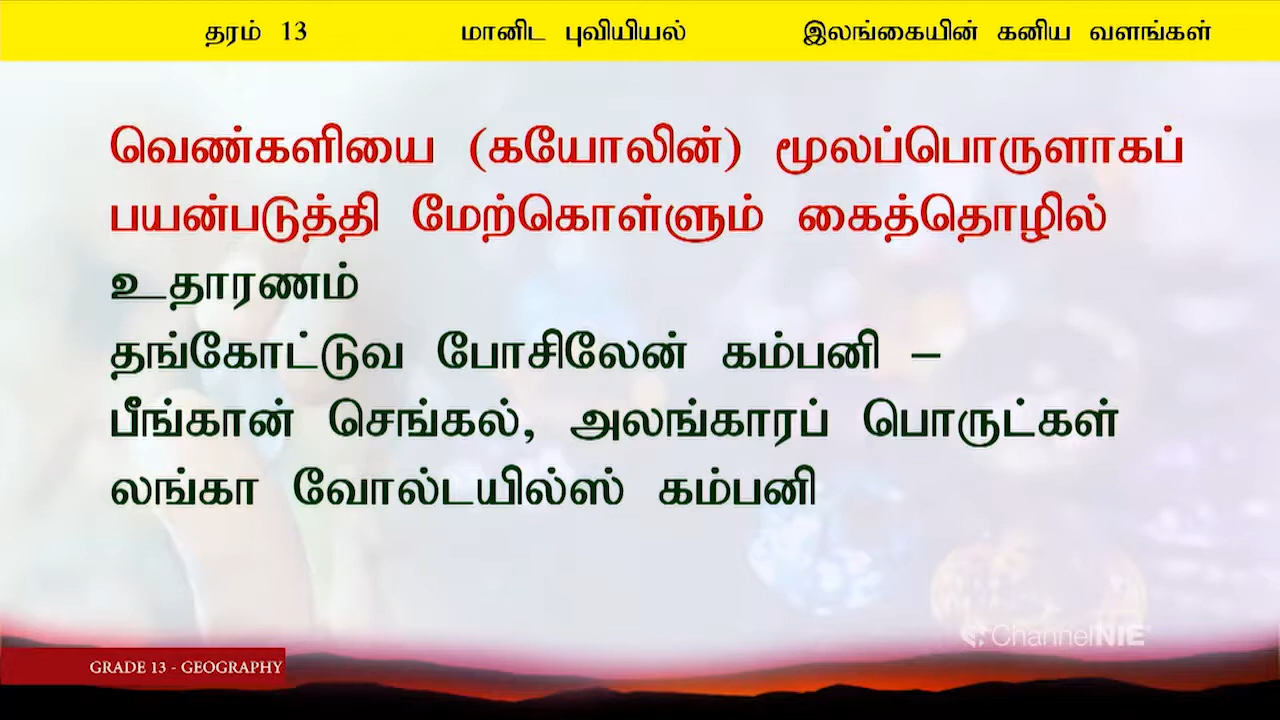 தரம் 13 மானிட புவியியல் இலங்கையின் கனிய வளங்கள்
வெண்களியை (கயோலின்) மூலப்பொருளாகப்
பயன்படுத்தி மேற்கொள்ளும் கைத்தொழில்
உதாரணம்
தங்கோட்டுவ போசிலேன் கம்பனி –
பீங்கான் செங்கல், அலங்காரப் பொருட்கள்
லங்கா வோல்டயில்ஸ் கம்பனி
ChannelNIE
GRADE 13 - GEOGRAPHY